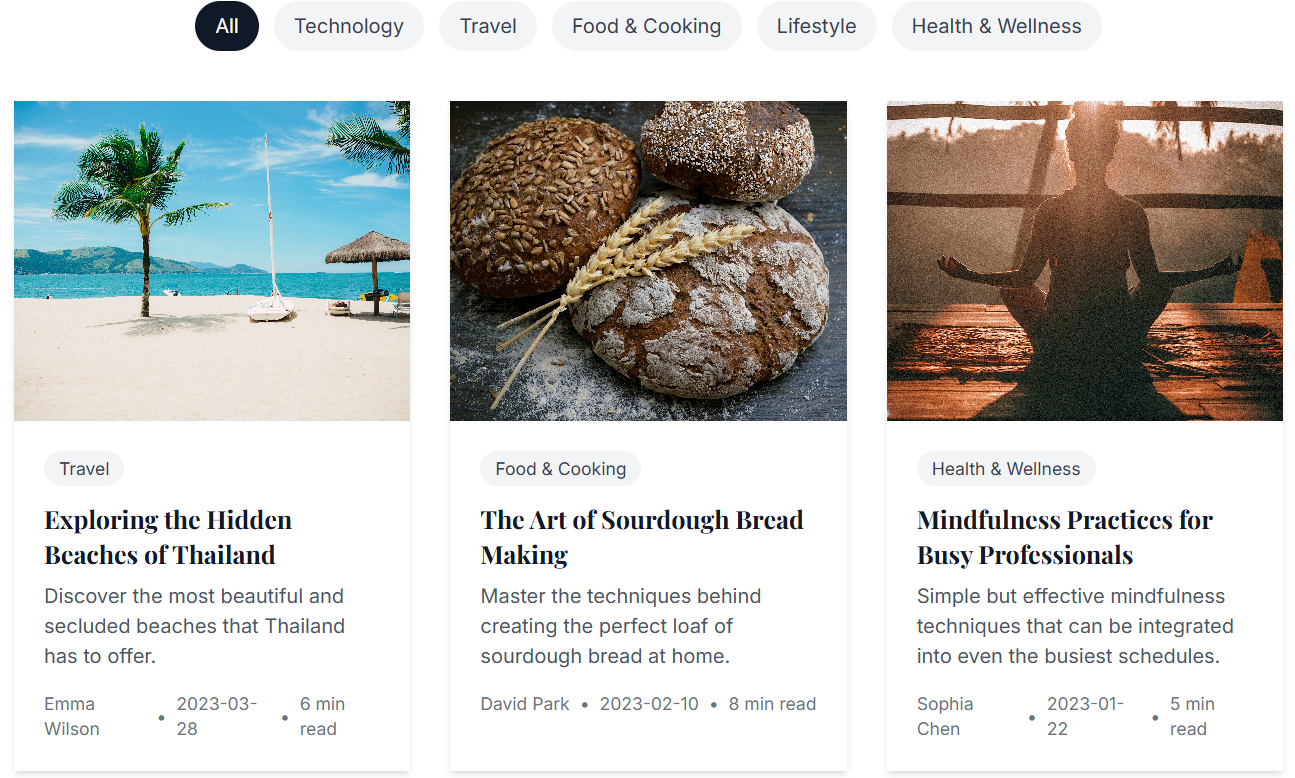 All Technology Travel Food & Cooking Lifestyle Health & Wellness
Travel
Exploring the Hidden
Beaches of Thailand
Discover the most beautiful and
secluded beaches that Thailand
has to offer.
Emma
Wilson
•
2023-03-
28
•
6 min
read
Food & Cooking
The Art of Sourdough Bread
Making
Master the techniques behind
creating the perfect loaf of
sourdough bread at home.
David Park • 2023-02-10 • 8 min read
Health & Wellness
Mindfulness Practices for
Busy Professionals
Simple but effective mindfulness
techniques that can be integrated
into even the busiest schedules.
Sophia
Chen
•
2023-01-
22
•
5 min
read